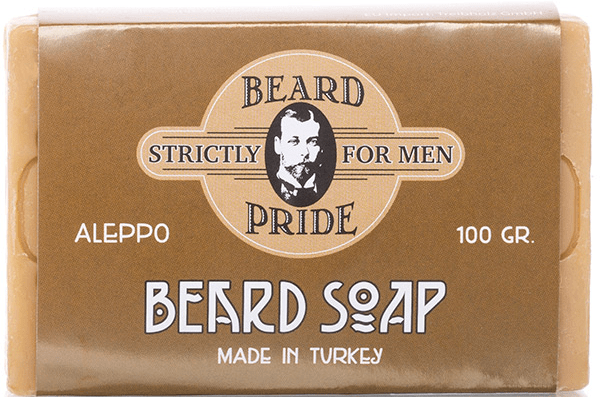 BEARD
STRICTLY FOR MEN
PRIDE
ALEPPO
100 GR.
BEARD SOAP
MADE IN TURKEY